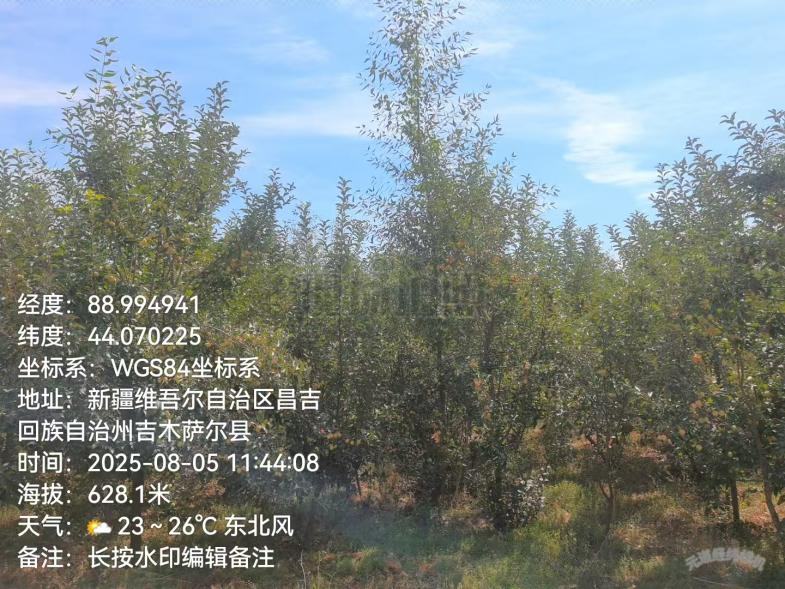 经度：88.994941
纬度：44.070225
坐标系：WGS84坐标系
地址：新疆维吾尔自治区昌吉
回族自治州吉木萨尔县
时间：2025-08-05 11:44:08
海拔：628.1米
天气：23 ~ 26℃ 东北风
备注：长按水印编辑备注